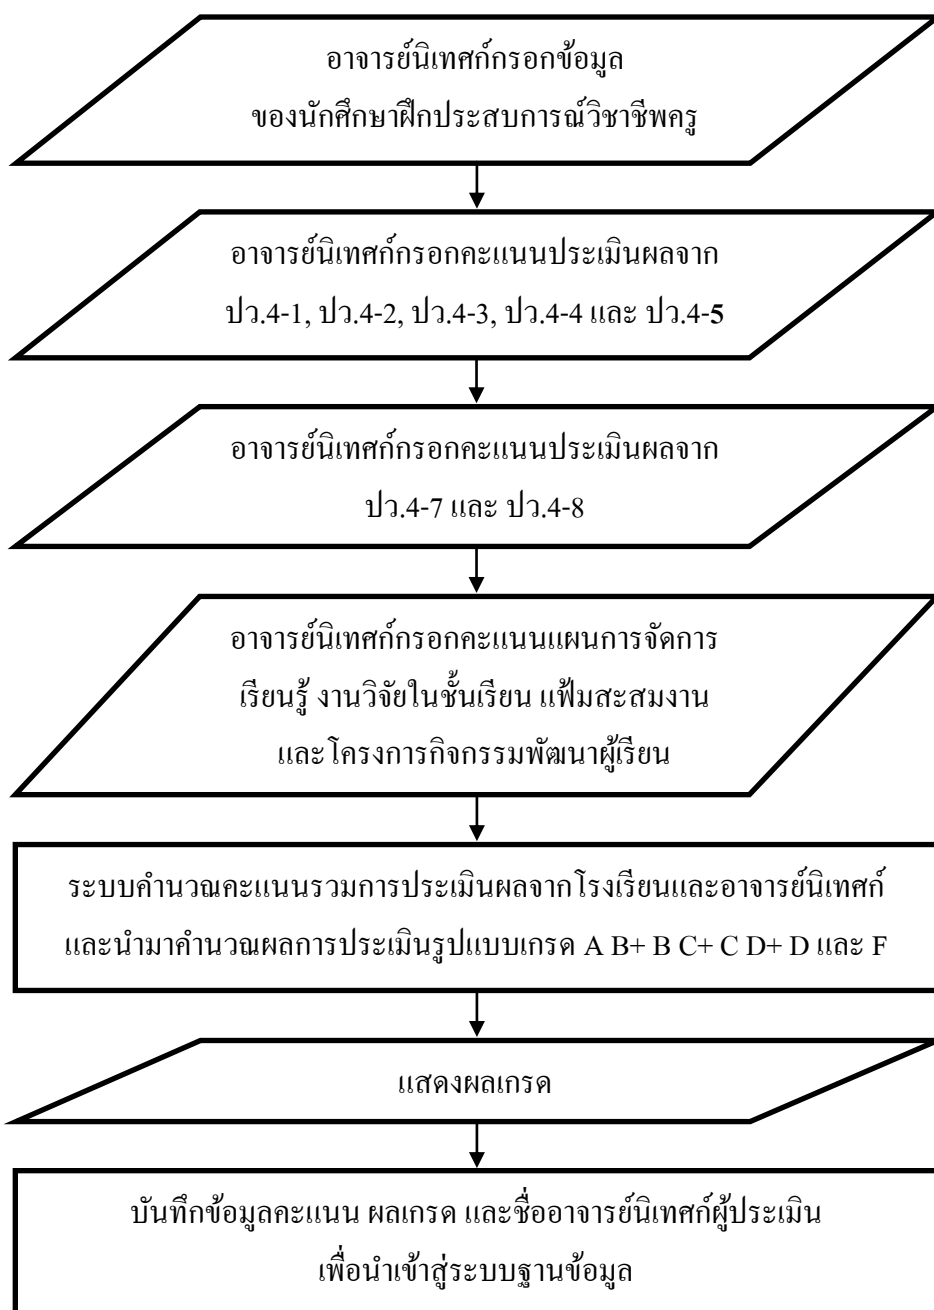 อาจารย์นิเทศก์กรอกข้อมูล
ของนักศึกษาฝึกประสบการณ์วิชาชีพครู
อาจารย์นิเทศก์กรอกคะแนนประเมินผลจาก
ปว.4-1, ปว.4-2, ปว.4-3, ปว.4-4 และ ปว.4-5
อาจารย์นิเทศก์กรอกคะแนนประเมินผลจาก
ปว.4-7 และ ปว.4-8
อาจารย์นิเทศก์กรอกคะแนนแผนการจัดการ
เรียนรู้ งานวิจัยในชั้นเรียน แฟ้มสะสมงาน
และโครงการกิจกรรมพัฒนาผู้เรียน
ระบบคำนวณคะแนนรวมการประเมินผลจากโรงเรียนและอาจารย์นิเทศก์
และนำมาคำนวณผลการประเมินรูปแบบเกรด A B+ B C+ C D+ D และ F
แสดงผลเกรด
บันทึกข้อมูลคะแนน ผลเกรด และชื่ออาจารย์นิเทศก์ผู้ประเมิน
เพื่อนำเข้าสู่ระบบฐานข้อมูล